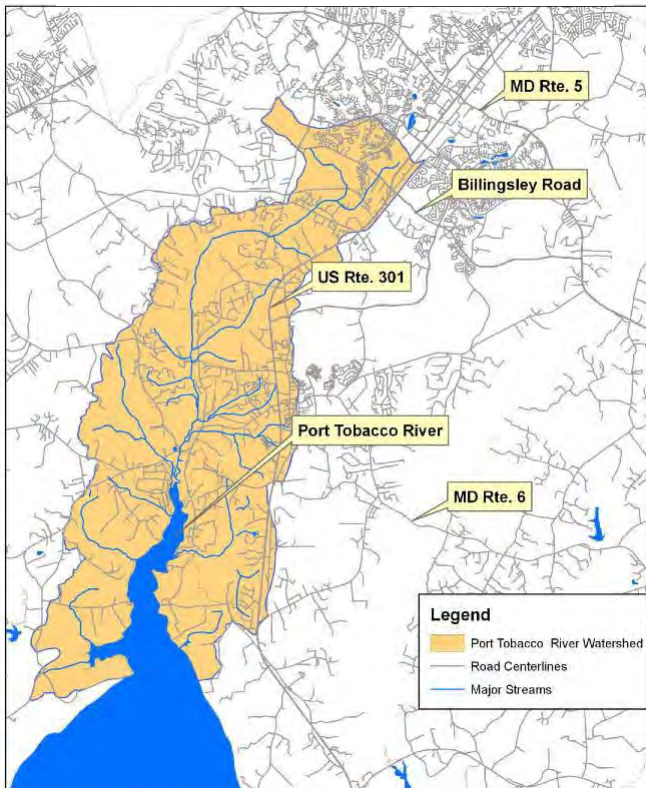 MD Rte. 5
Billingsley Road
US Rte. 301
Port Tobacco River
MD Rte. 6
Legend
Port Tobacco River Watershed
Road Centerlines
Major Streams